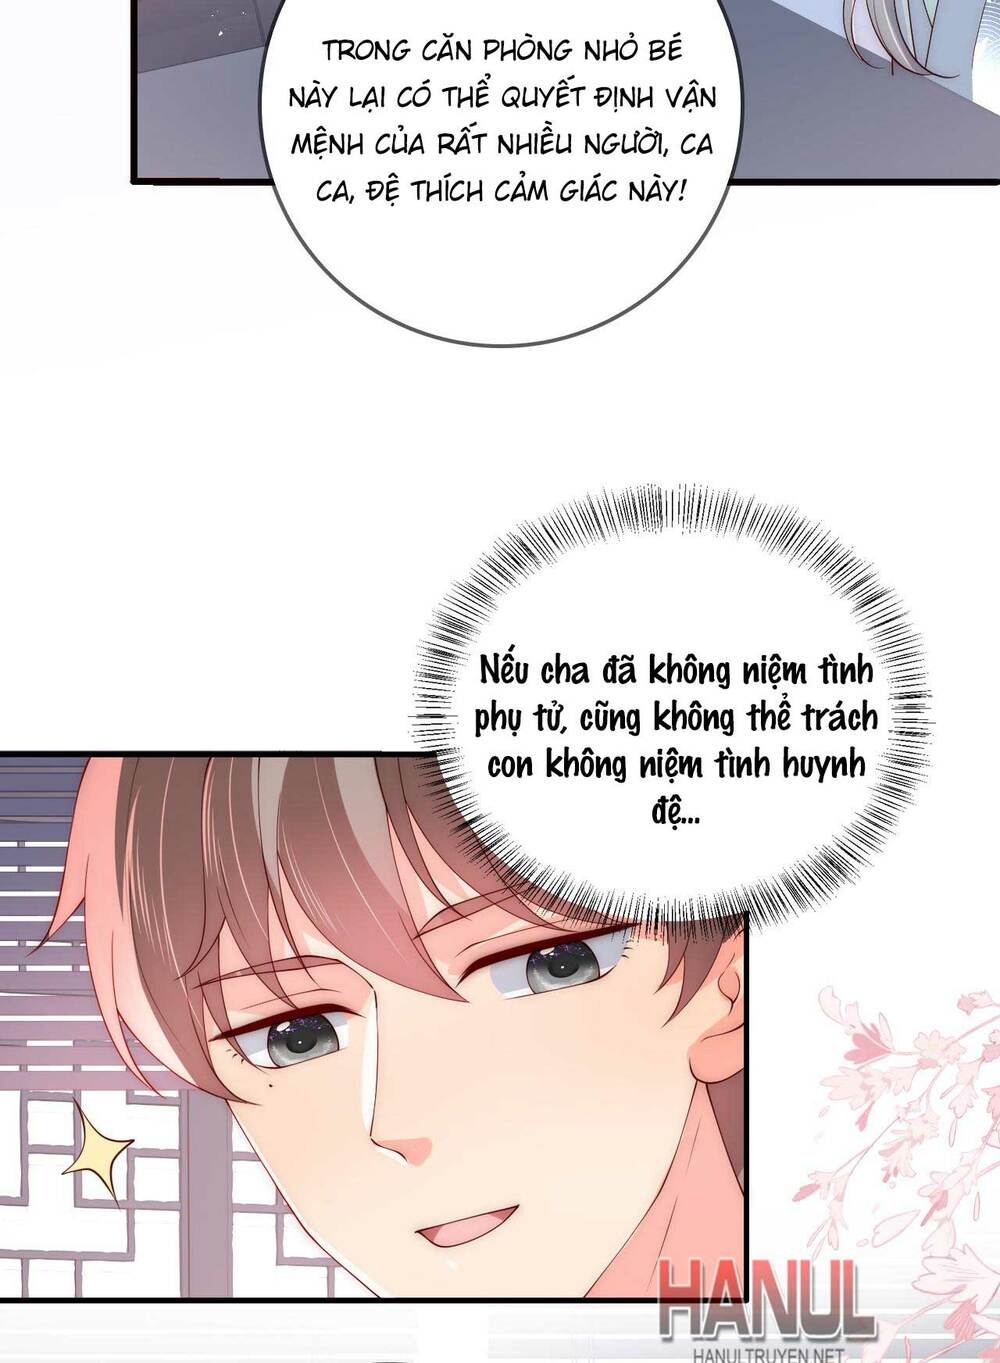 TRONG CĂN PHÒNG NHỎ BÉ
NÀY LẠI CÓ THỂ QUYẾT ĐỊNH VẬN
MỆNH CỦA RẤT NHIỀU NGƯỜI, CA
CA, ĐỆ THÍCH CẢM GIÁC NÀY!
Nếu cha đã không niệm tình
phụ tử, cũng không thể trách
con không niệm tình huynh
đệ...
HANUL
HANULTRUYEN.NET